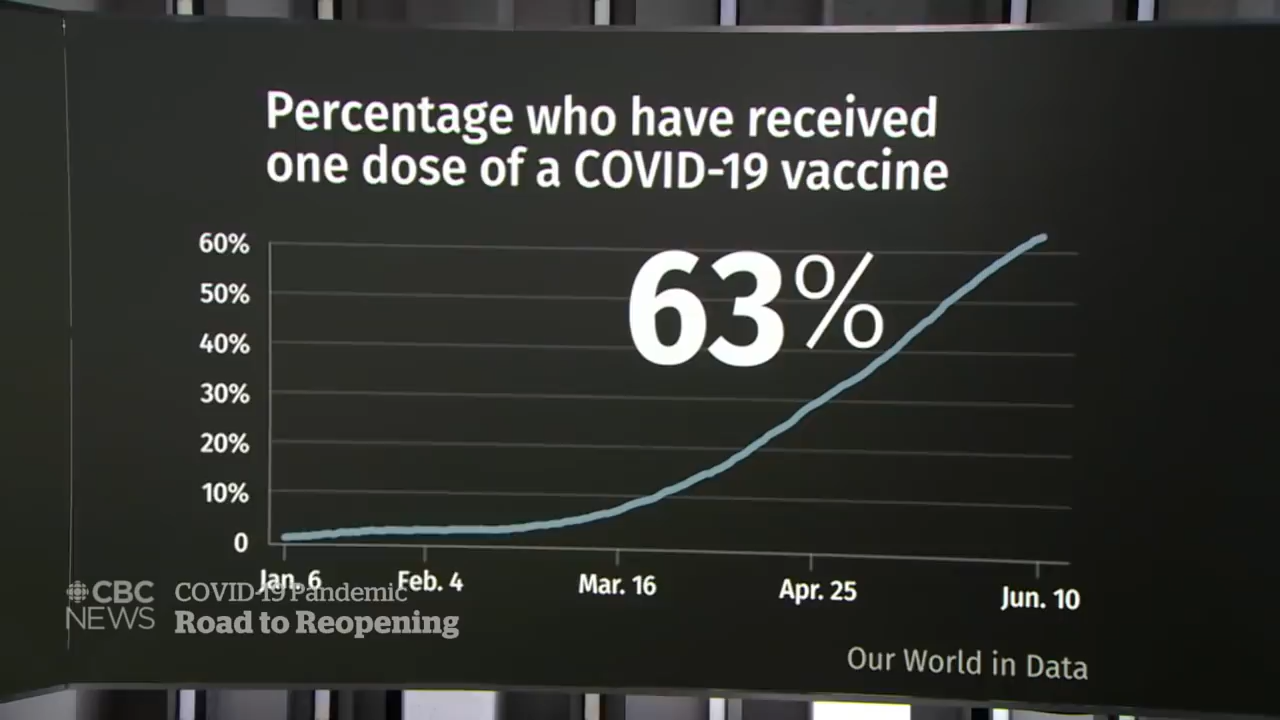 Percentage who have received
one dose of a COVID-19 vaccine
63%
60%
50%
40%
30%
20%
10%
0
Jan. 6
Feb. 4
Mar. 16
Apr. 25
Jun. 10
CBC
NEWS
COVID-19 Pandemic
Road to Reopening
Our World in Data